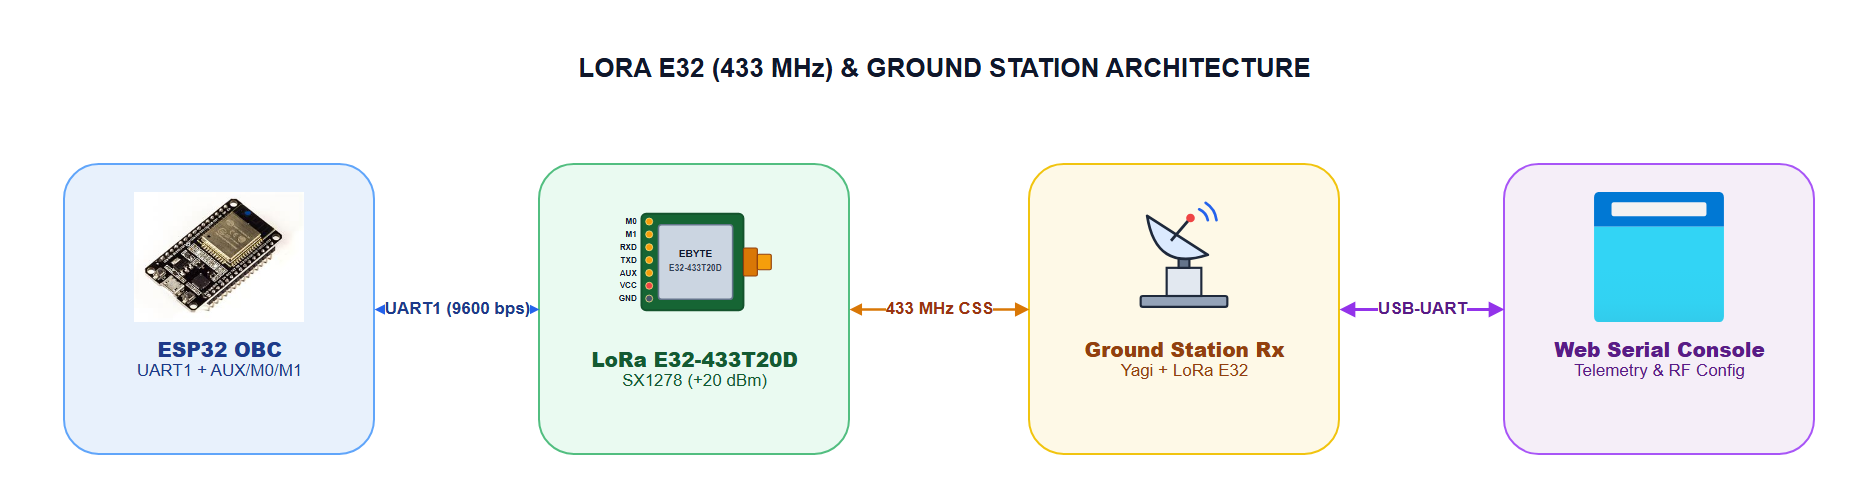 LORA E32 (433 MHz) & GROUND STATION ARCHITECTURE
ESP32 OBC
UART1 + AUX/M0/M1
UART1 (9600 bps)
M0
M1
RXD
TXD
AUX
VCC
GND
EBYTE
E32-433T20D
LoRa E32-433T20D
SX1278 (+20 dBm)
433 MHz CSS
Ground Station Rx
Yagi + LoRa E32
USB-UART
Web Serial Console
Telemetry & RF Config